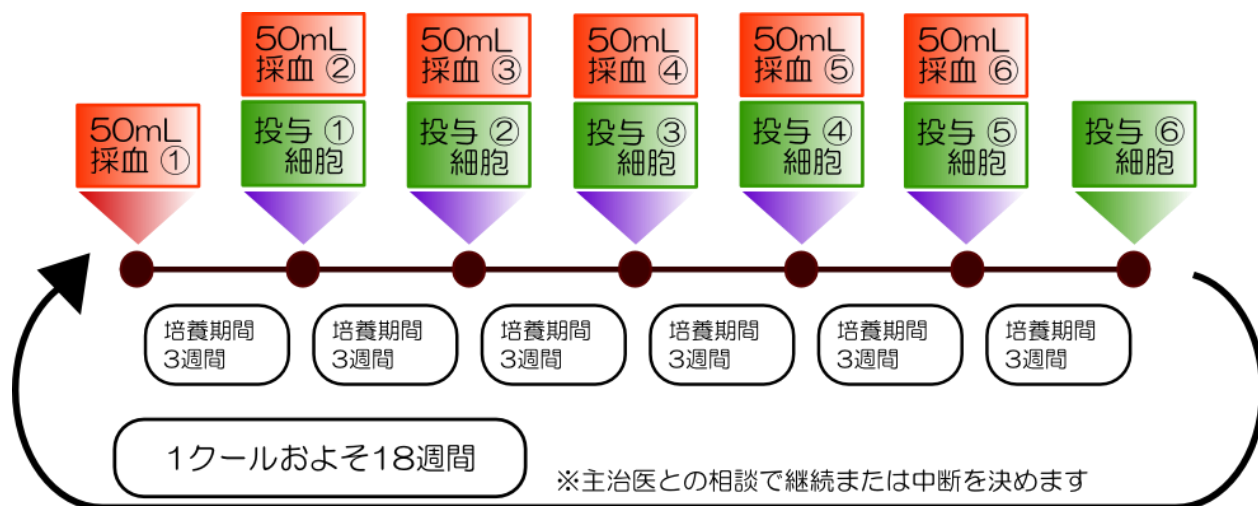 50mL
採血 ②
50mL
採血 ③
50mL
採血 ④
50mL
採血 ⑤
50mL
採血 ⑥
50mL
採血 ①
投与 ①
細胞
投与 ②
細胞
投与 ③
細胞
投与 ④
細胞
投与 ⑤
細胞
投与 ⑥
細胞
培養期間
3週間
培養期間
3週間
培養期間
3週間
培養期間
3週間
培養期間
3週間
培養期間
3週間
1クールおよそ18週間
※主治医との相談で継続または中断を決めます